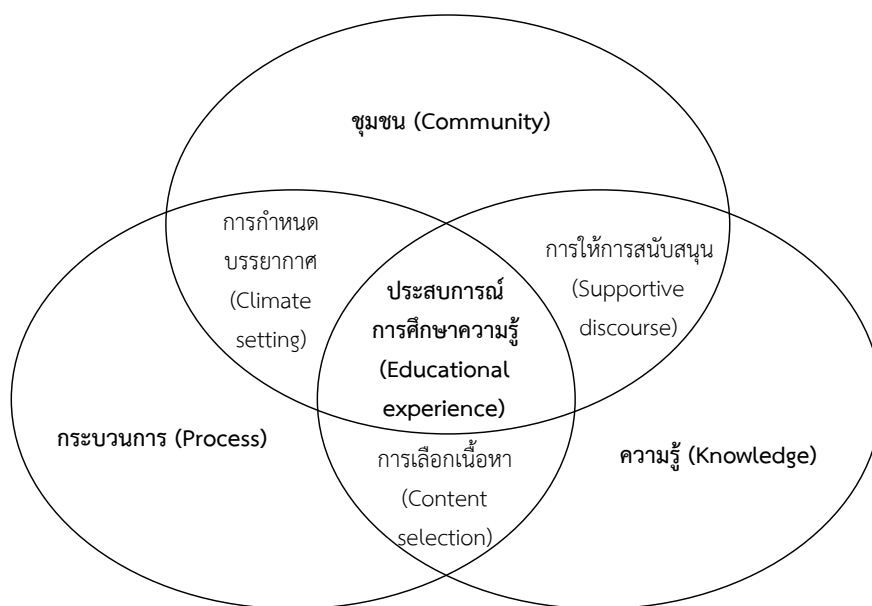 ชุมชน (Community)
การกำหนด
บรรยากาศ
(Climate
setting)
การให้การสนับสนุน
(Supportive
discourse)
ประสบการณ์
การศึกษาความรู้
(Educational
experience)
กระบวนการ (Process)
ความรู้ (Knowledge)
การเลือกเนื้อหา
(Content
selection)